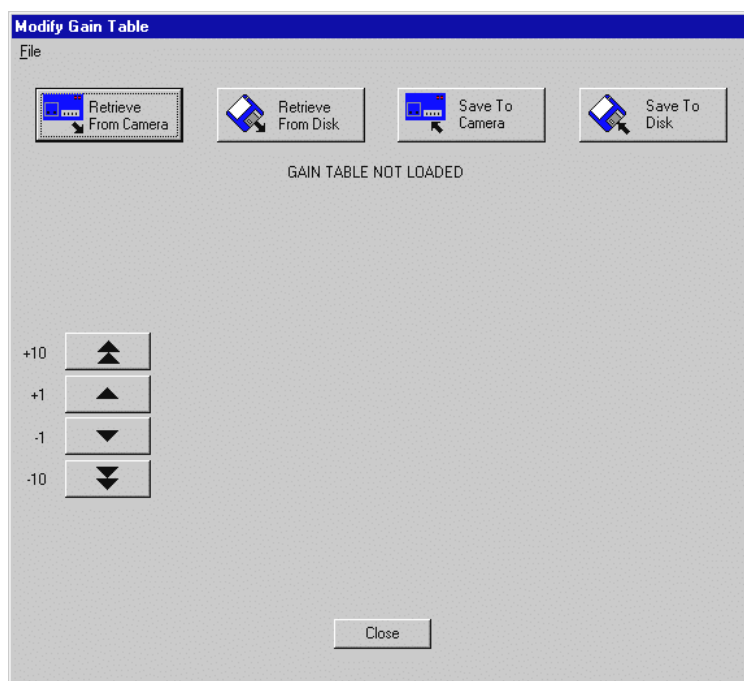 Modify Gain Table
File
Retrieve
From Camera
Retrieve
From Disk
Save To
Camera
Save To
Disk
GAIN TABLE NOT LOADED
+10
+1
-1
-10
Close